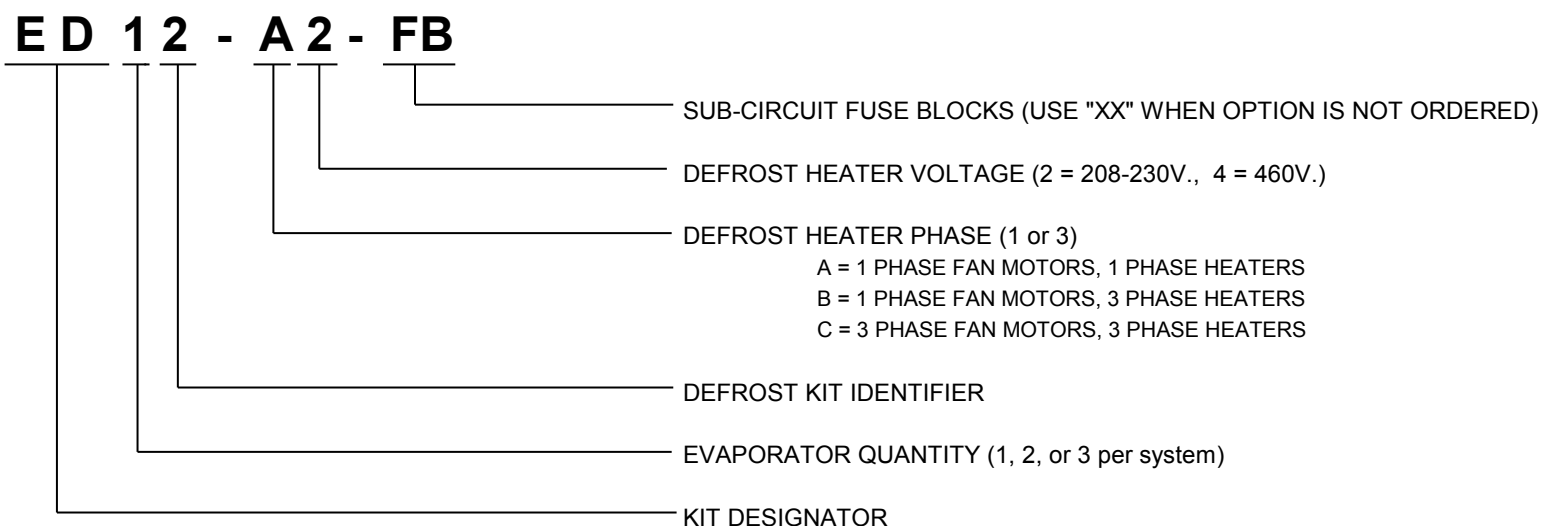 ED 12 - A2 - FB
SUB-CIRCUIT FUSE BLOCKS (USE "XX" WHEN OPTION IS NOT ORDERED)
DEFROST HEATER VOLTAGE (2 = 208-230V., 4 = 460V.)
DEFROST HEATER PHASE (1 or 3)
A = 1 PHASE FAN MOTORS, 1 PHASE HEATERS
B = 1 PHASE FAN MOTORS, 3 PHASE HEATERS
C = 3 PHASE FAN MOTORS, 3 PHASE HEATERS
DEFROST KIT IDENTIFIER
EVAPORATOR QUANTITY (1, 2, or 3 per system)
KIT DESIGNATOR